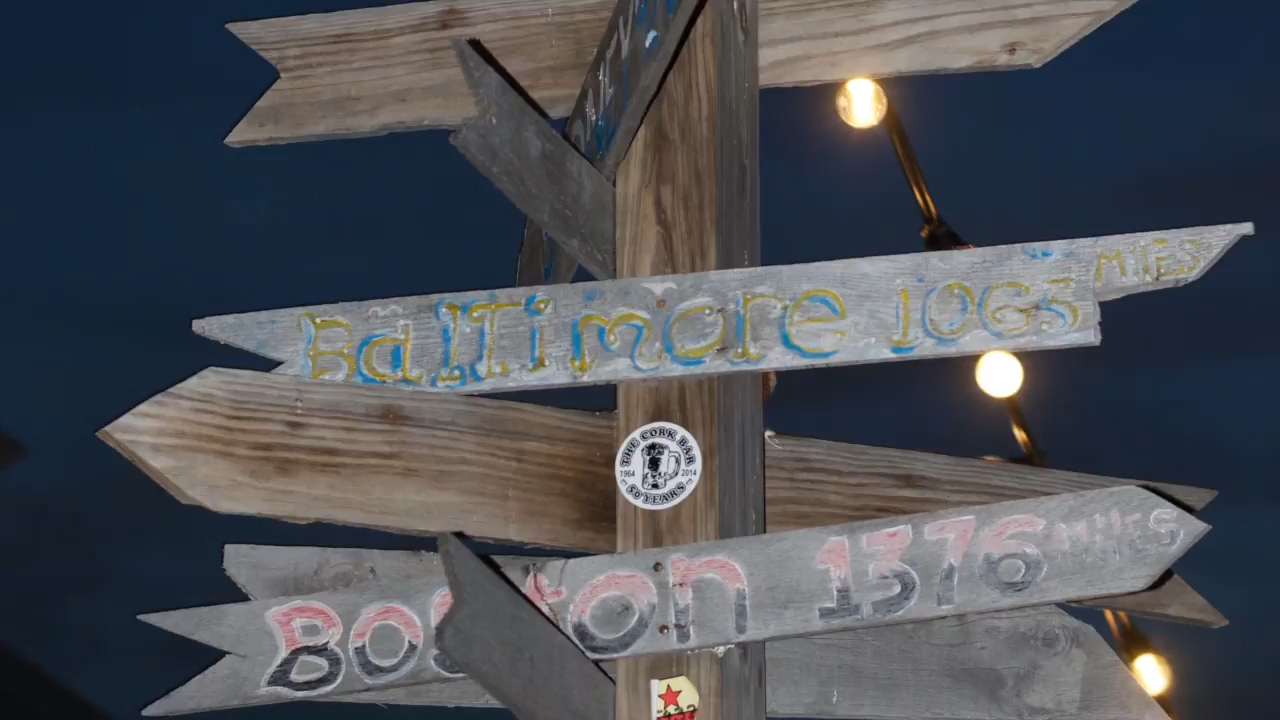 BalTimore 1063 MILES
THE CORK BAR
1964 2014
50 YEARS
Boston 1376 miles